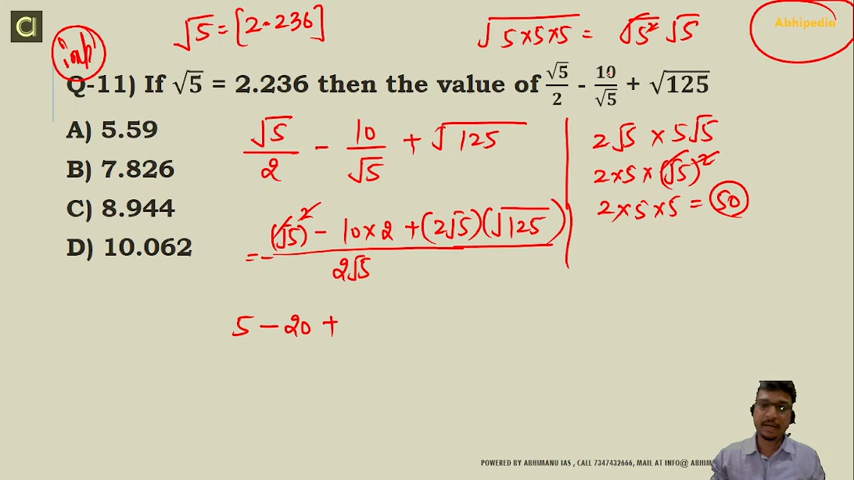 √5 = [2.236]
√5×5×5 = √5² √5
Abhipedia
imp
Q-11) If √5 = 2.236 then the value of √5/2 - 10/√5 + √125
A) 5.59
B) 7.826
C) 8.944
D) 10.062
√5/2 - 10/√5 + √125
= (√5)² - 10×2 + (2√5)(√125) / 2√5
5 - 20 +
2√5 × 5√5
2×5×(√5)²
2×5×5 = 50
POWERED BY ABHIMANU IAS , CALL 7347432666, MAIL AT INFO@ ABHIM